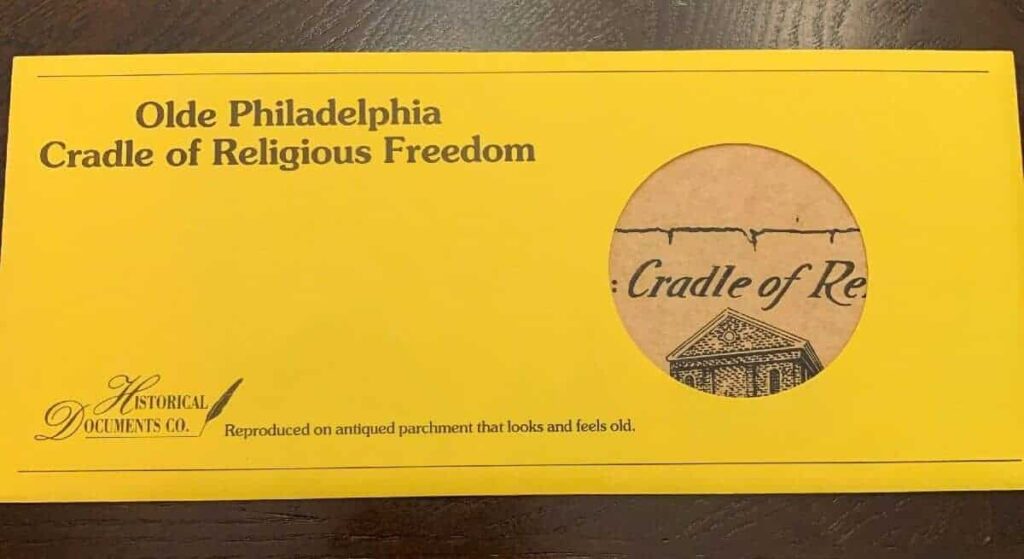 Olde Philadelphia
Cradle of Religious Freedom
: Cradle of Re
HISTORICAL
DOCUMENTS CO.
Reproduced on antiqued parchment that looks and feels old.